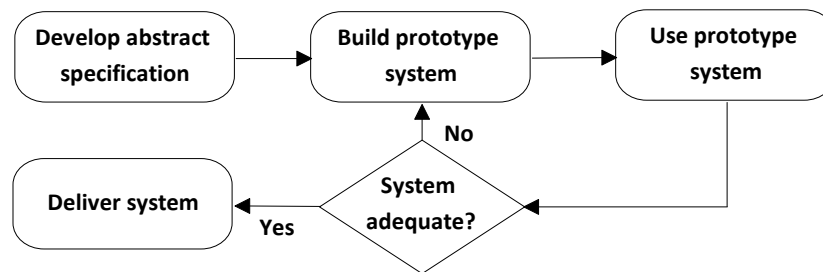 Develop abstract
specification
Build prototype
system
Use prototype
system
No
System
adequate?
Yes
Deliver system